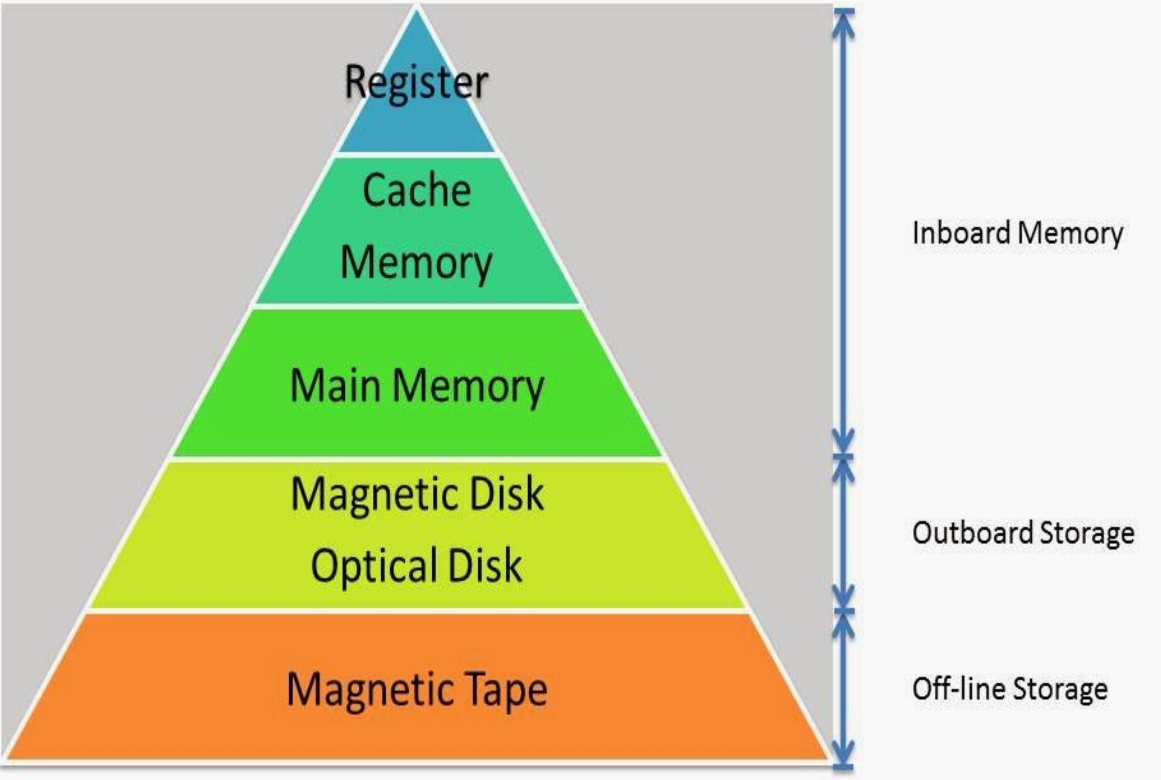 Register
Cache
Memory
Main Memory
Magnetic Disk
Optical Disk
Magnetic Tape
Inboard Memory
Outboard Storage
Off-line Storage